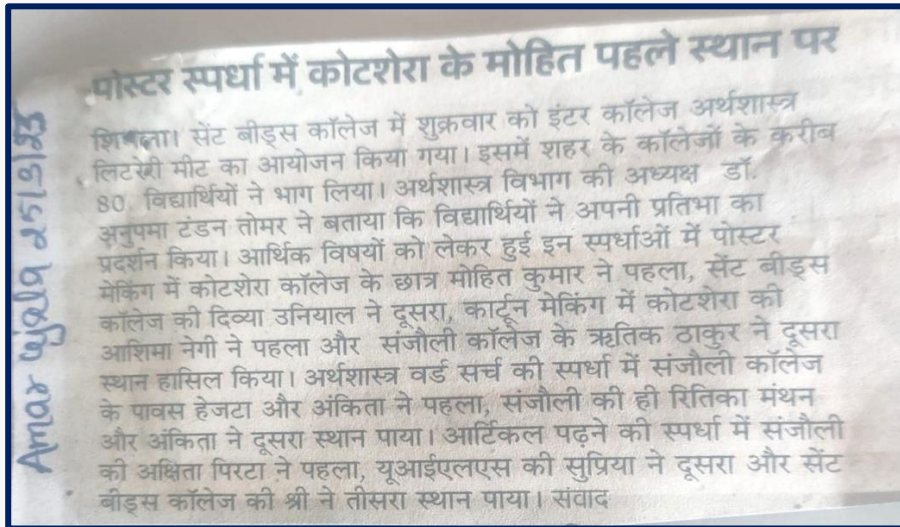 पोस्टर स्पर्धा में कोटशेरा के मोहित पहले स्थान पर
शिमला। सेंट बीड्स कॉलेज में शुक्रवार को इंटर कॉलेज अर्थशास्त्र
लिटरेरी मीट का आयोजन किया गया। इसमें शहर के कॉलेजों के करीब
80 विद्यार्थियों ने भाग लिया। अर्थशास्त्र विभाग की अध्यक्ष डॉ.
अनुपमा टंडन तोमर ने बताया कि विद्यार्थियों ने अपनी प्रतिभा का
प्रदर्शन किया। आर्थिक विषयों को लेकर हुई इन स्पर्धाओं में पोस्टर
मेकिंग में कोटशेरा कॉलेज के छात्र मोहित कुमार ने पहला, सेंट बीड्स
कॉलेज की दिव्या उनियाल ने दूसरा, कार्टून मेकिंग में कोटशेरा की
आशिमा नेगी ने पहला और संजौली कॉलेज के ऋतिक ठाकुर ने दूसरा
स्थान हासिल किया। अर्थशास्त्र वर्ड सर्च की स्पर्धा में संजौली कॉलेज
के पावस हेजटा और अंकिता ने पहला, संजौली की ही रितिका मंथन
और अंकिता ने दूसरा स्थान पाया। आर्टिकल पढ़ने की स्पर्धा में संजौली
की अक्षिता पिरटा ने पहला, यूआईएलएस की सुप्रिया ने दूसरा और सेंट
बीड्स कॉलेज की श्री ने तीसरा स्थान पाया। संवाद
Amar Ujala 25/3/23